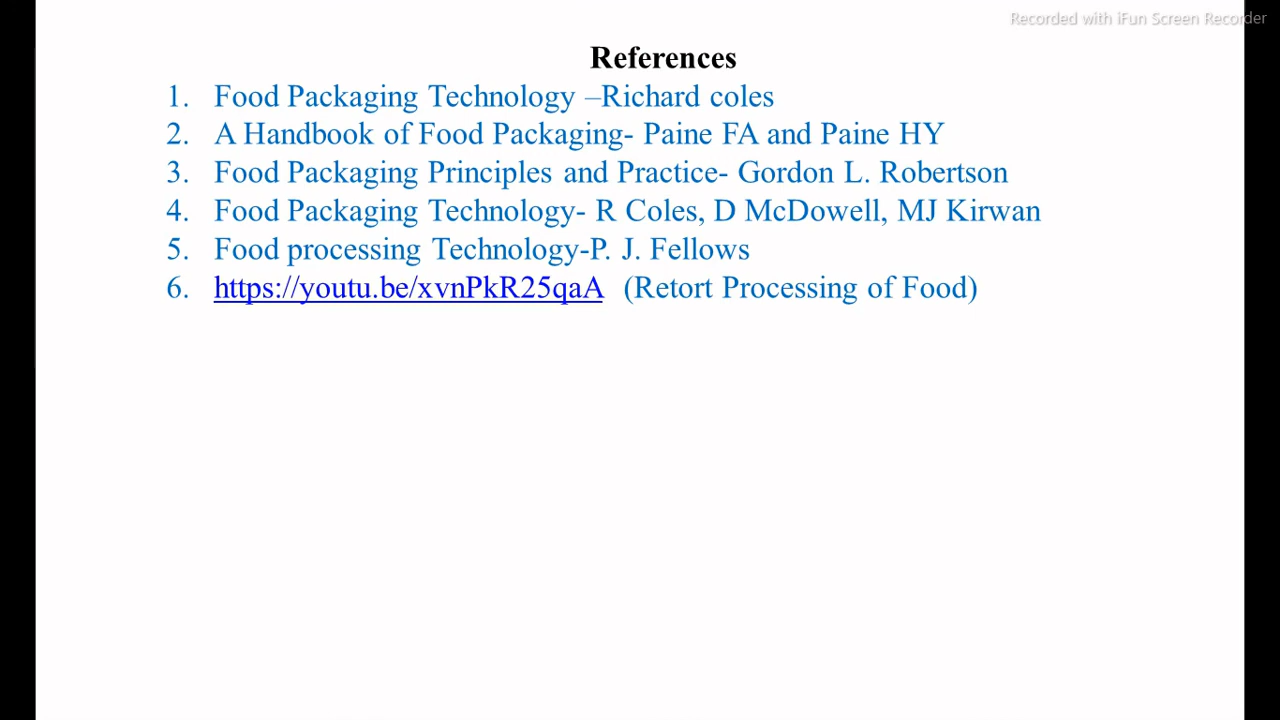 Recorded with iFun Screen Recorder
References
1. Food Packaging Technology –Richard coles
2. A Handbook of Food Packaging- Paine FA and Paine HY
3. Food Packaging Principles and Practice- Gordon L. Robertson
4. Food Packaging Technology- R Coles, D McDowell, MJ Kirwan
5. Food processing Technology-P. J. Fellows
6. https://youtu.be/xvnPkR25qaA (Retort Processing of Food)